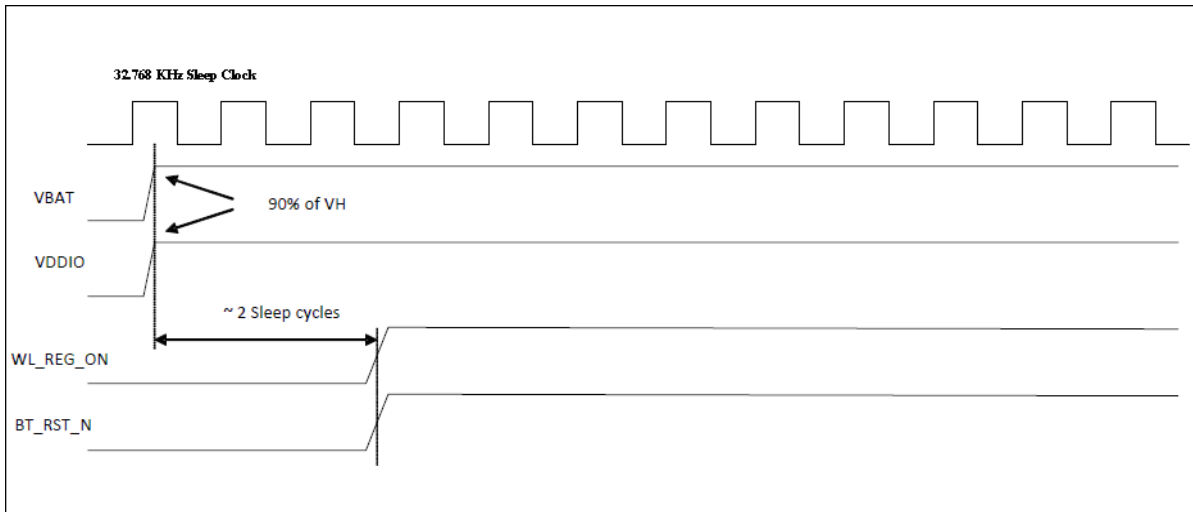 32.768 KHz Sleep Clock
VBAT
90% of VH
VDDIO
~ 2 Sleep cycles
WL_REG_ON
BT_RST_N